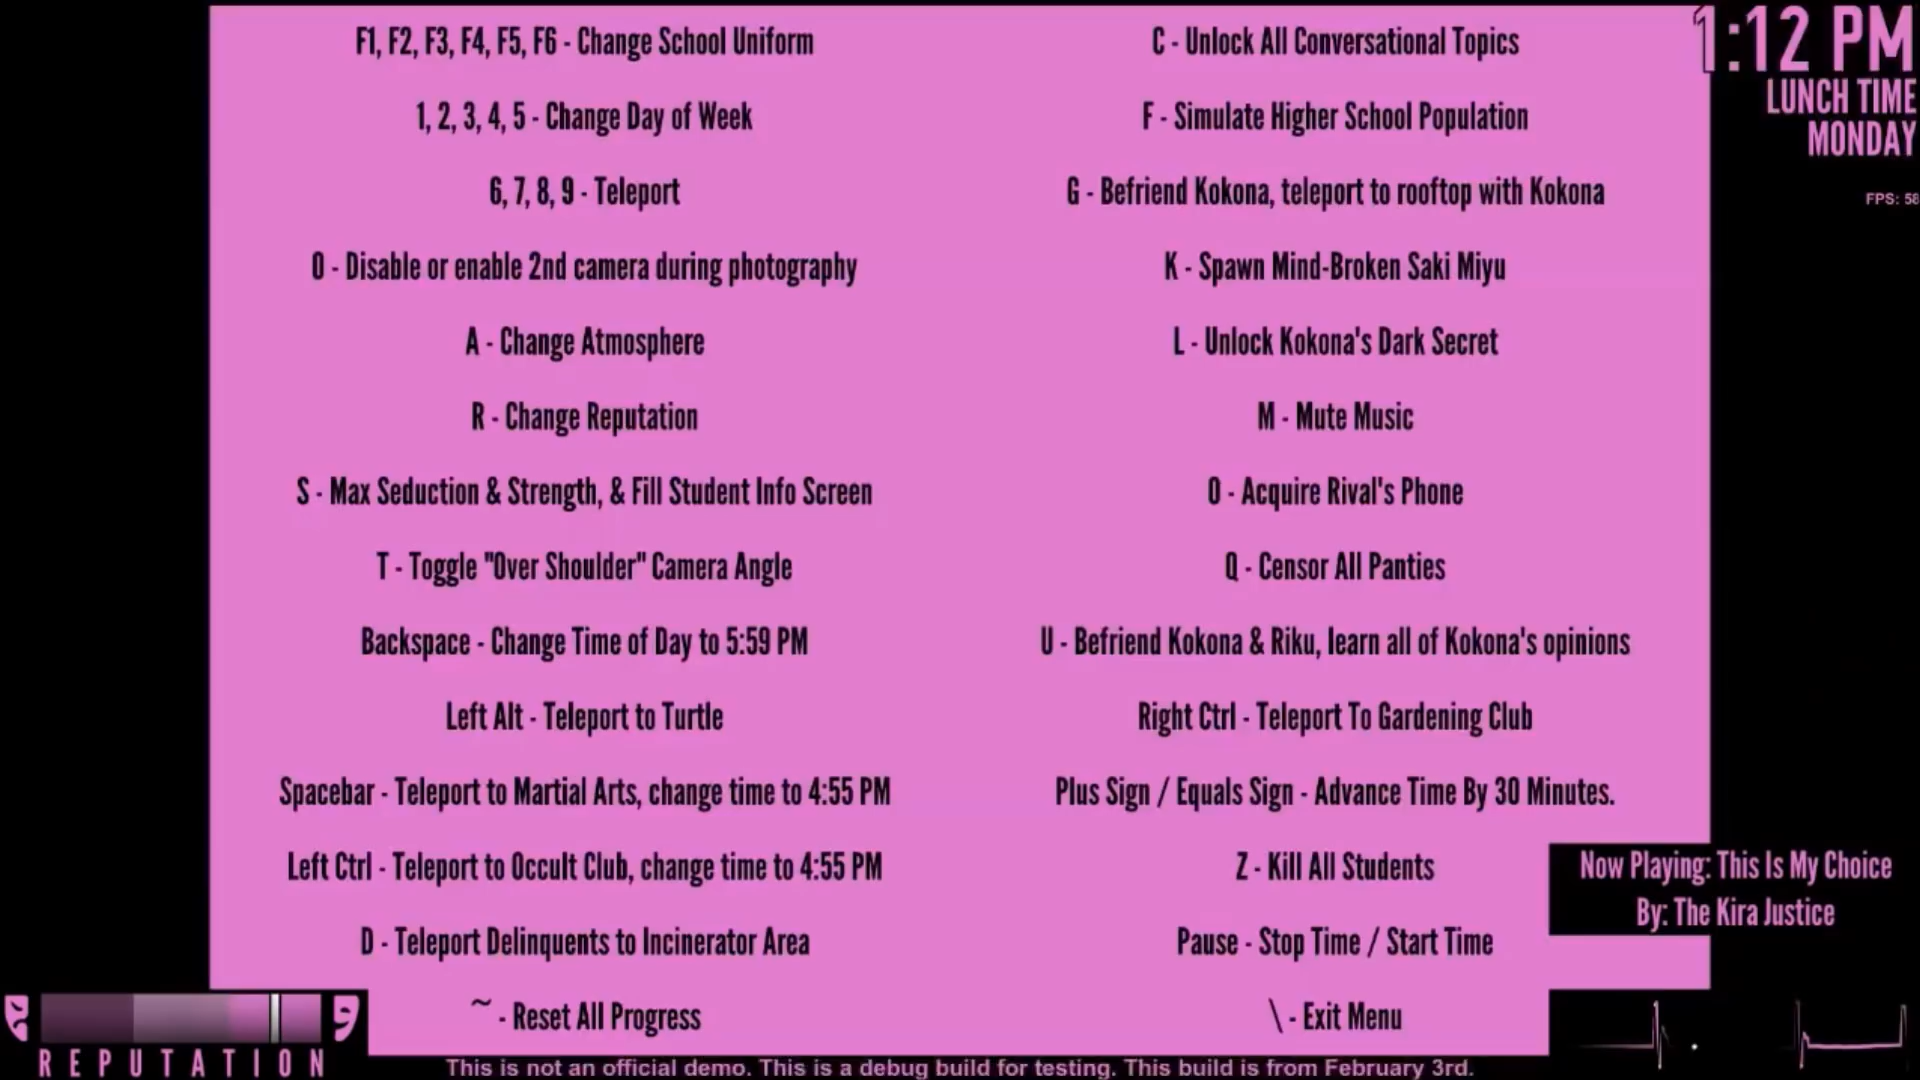 F1, F2, F3, F4, F5, F6 - Change School Uniform
1, 2, 3, 4, 5 - Change Day of Week
6, 7, 8, 9 - Teleport
0 - Disable or enable 2nd camera during photography
A - Change Atmosphere
R - Change Reputation
S - Max Seduction & Strength, & Fill Student Info Screen
T - Toggle "Over Shoulder" Camera Angle
Backspace - Change Time of Day to 5:59 PM
Left Alt - Teleport to Turtle
Spacebar - Teleport to Martial Arts, change time to 4:55 PM
Left Ctrl - Teleport to Occult Club, change time to 4:55 PM
D - Teleport Delinquents to Incinerator Area
~ - Reset All Progress
C - Unlock All Conversational Topics
F - Simulate Higher School Population
G - Befriend Kokona, teleport to rooftop with Kokona
K - Spawn Mind-Broken Saki Miyu
L - Unlock Kokona's Dark Secret
M - Mute Music
O - Acquire Rival's Phone
Q - Censor All Panties
U - Befriend Kokona & Riku, learn all of Kokona's opinions
Right Ctrl - Teleport To Gardening Club
Plus Sign / Equals Sign - Advance Time By 30 Minutes.
Z - Kill All Students
Pause - Stop Time / Start Time
\ - Exit Menu
1:12 PM
LUNCH TIME
MONDAY
FPS: 58
Now Playing: This Is My Choice
By: The Kira Justice
REPUTATION
This is not an official demo. This is a debug build for testing. This build is from February 3rd.